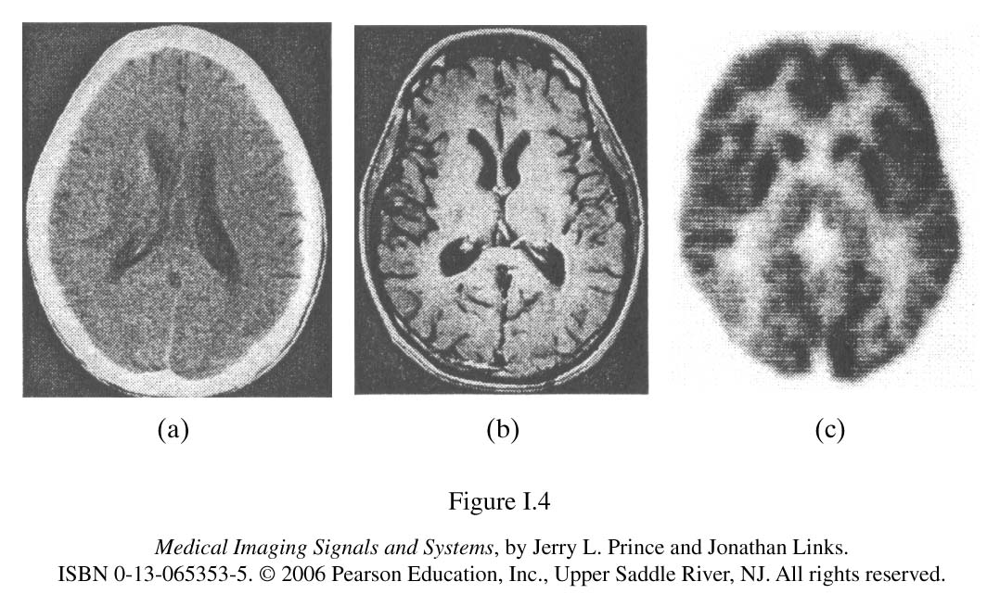 (a) (b) (c)
Figure I.4
Medical Imaging Signals and Systems, by Jerry L. Prince and Jonathan Links.
ISBN 0-13-065353-5. © 2006 Pearson Education, Inc., Upper Saddle River, NJ. All rights reserved.